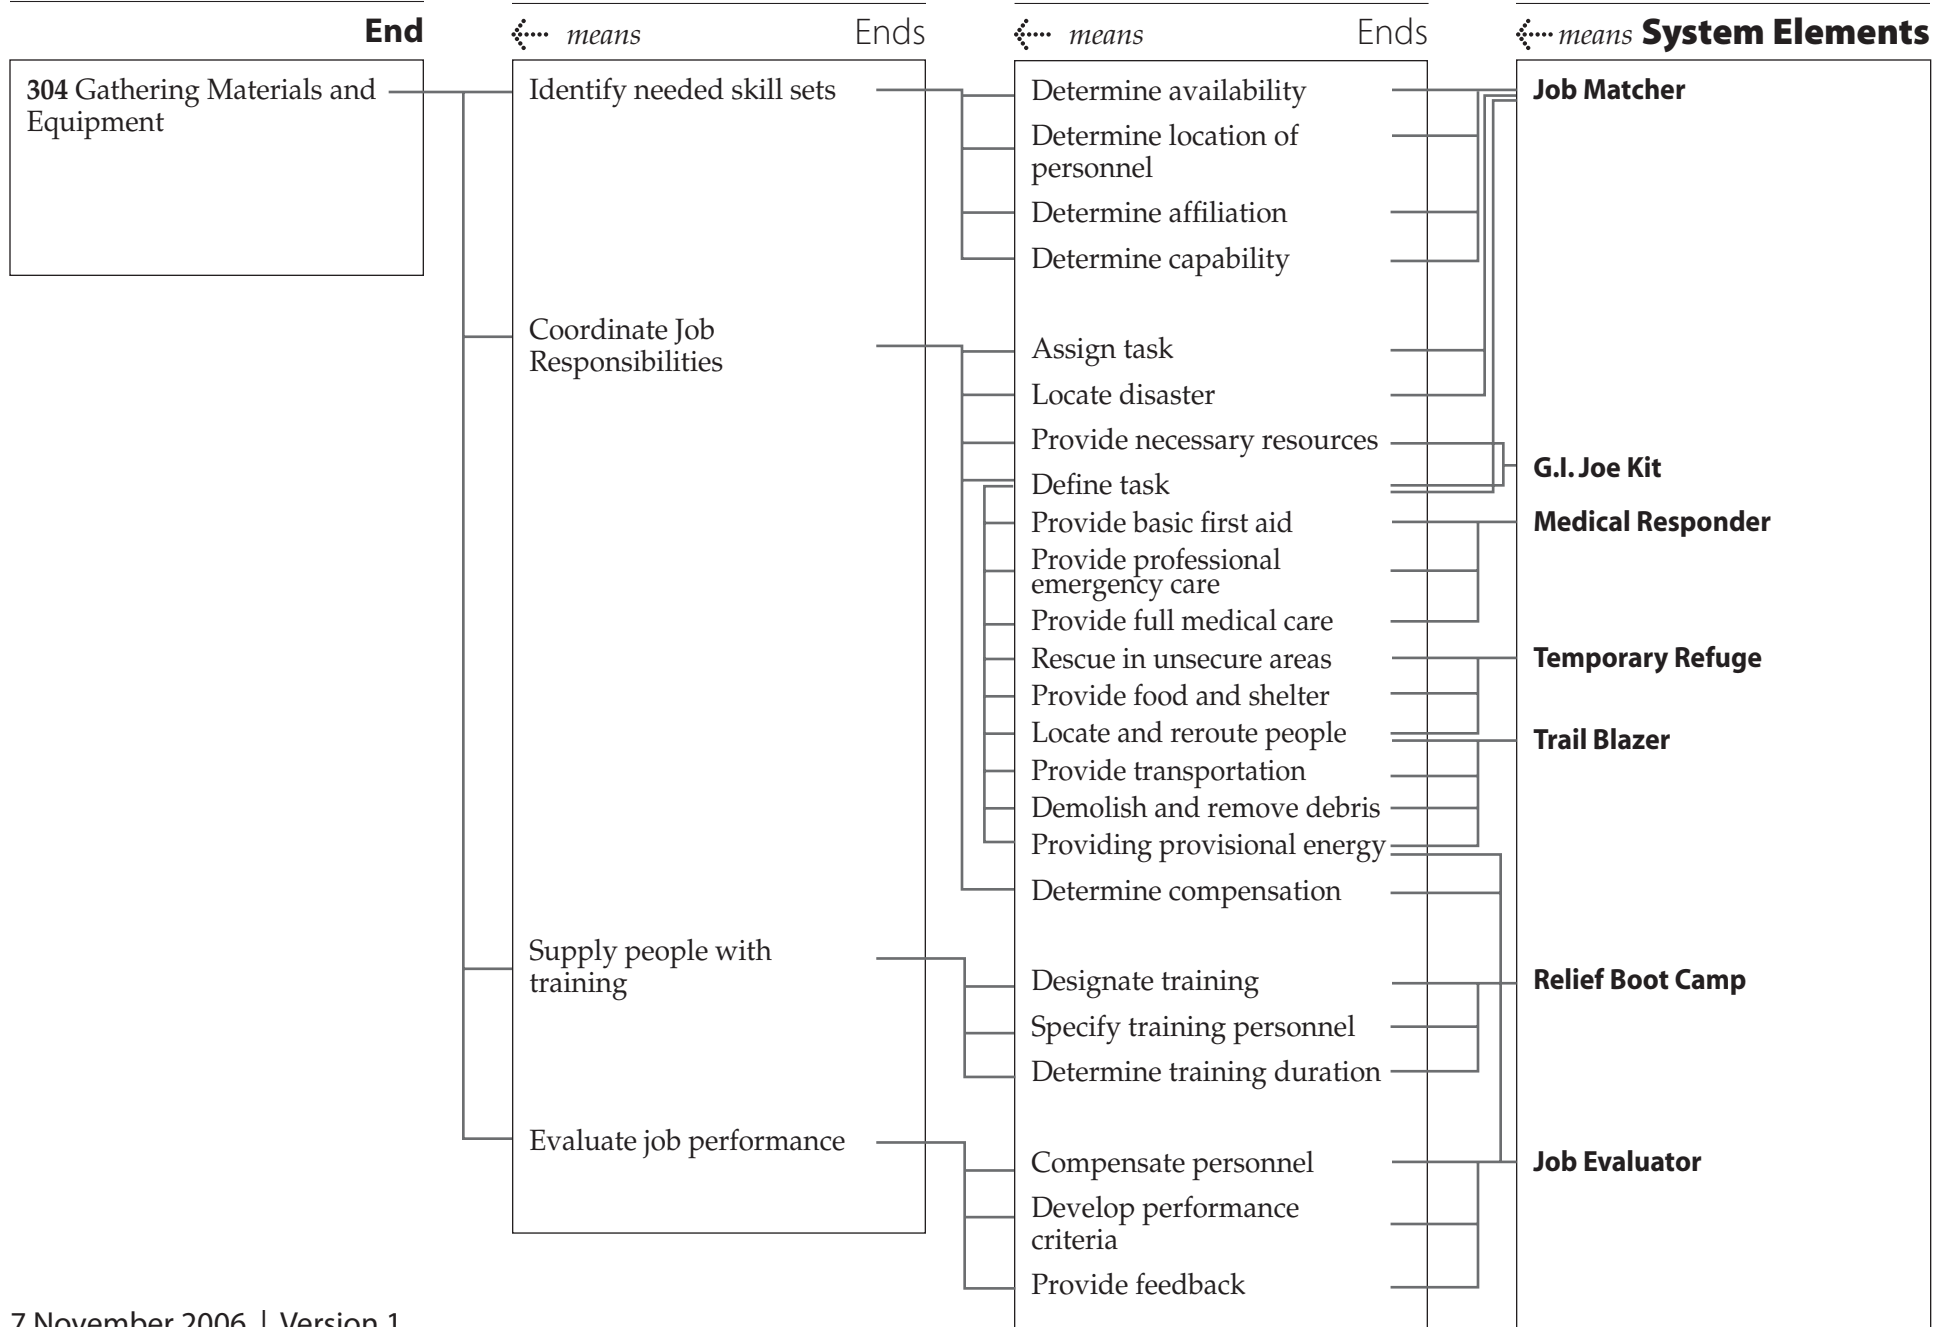 End
means Ends
means Ends
means System Elements
304 Gathering Materials and
Equipment
Identify needed skill sets
Coordinate Job
Responsibilities
Supply people with
training
Evaluate job performance
Determine availability
Determine location of
personnel
Determine affiliation
Determine capability
Assign task
Locate disaster
Provide necessary resources
Define task
Provide basic first aid
Provide professional
emergency care
Provide full medical care
Rescue in unsecure areas
Provide food and shelter
Locate and reroute people
Provide transportation
Demolish and remove debris
Providing provisional energy
Determine compensation
Designate training
Specify training personnel
Determine training duration
Compensate personnel
Develop performance
criteria
Provide feedback
Job Matcher
G.I. Joe Kit
Medical Responder
Temporary Refuge
Trail Blazer
Relief Boot Camp
Job Evaluator
7 November 2006 | Version 1